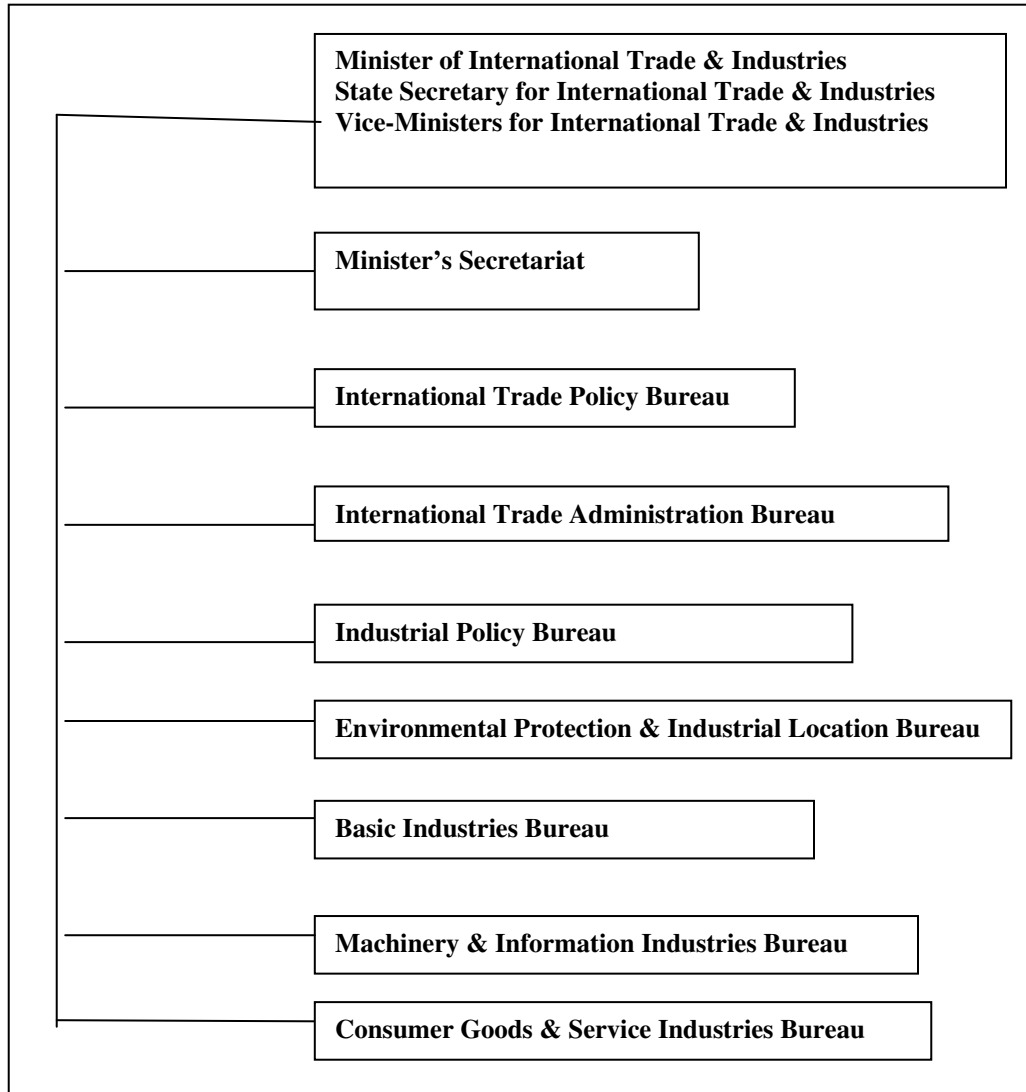 Minister of International Trade & Industries
State Secretary for International Trade & Industries
Vice-Ministers for International Trade & Industries
Minister’s Secretariat
International Trade Policy Bureau
International Trade Administration Bureau
Industrial Policy Bureau
Environmental Protection & Industrial Location Bureau
Basic Industries Bureau
Machinery & Information Industries Bureau
Consumer Goods & Service Industries Bureau